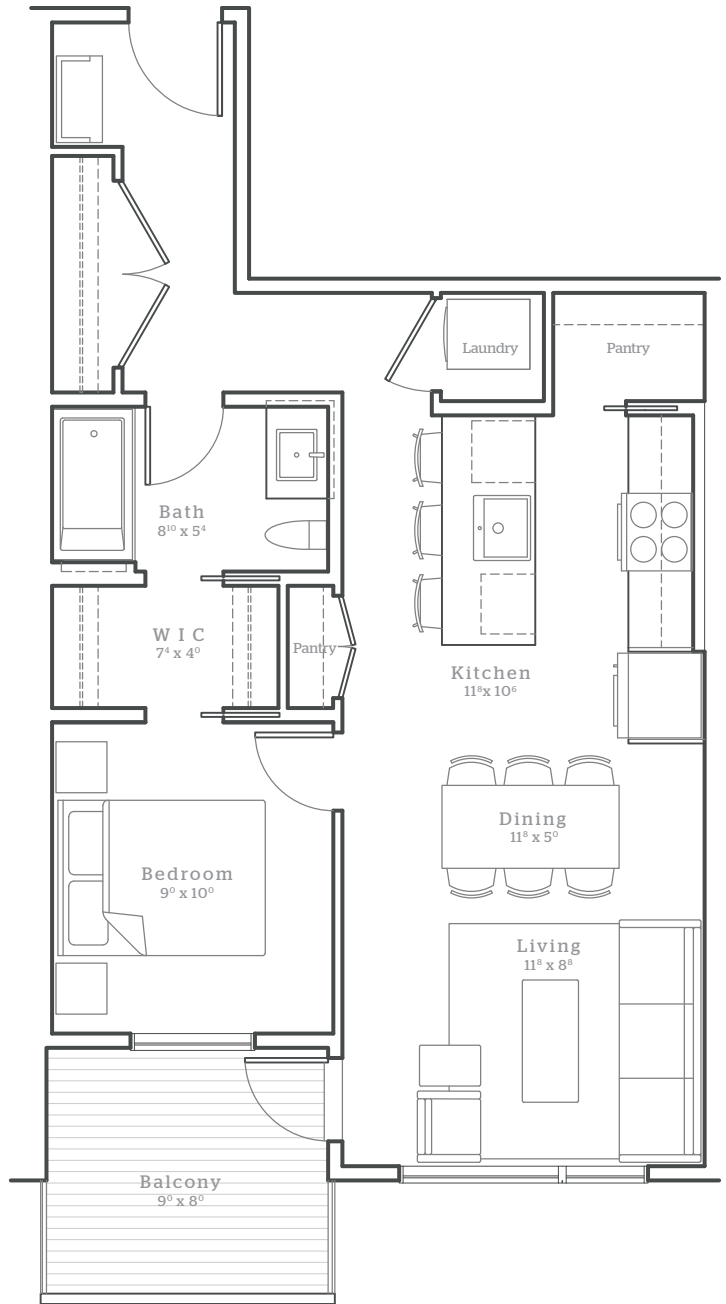 Laundry
Pantry
Bath
8¹⁰ x 5⁴
W I C
7⁴ x 4⁰
Pantry
Kitchen
11⁸x 10⁶
Dining
11⁸ x 5⁰
Bedroom
9⁰ x 10⁰
Living
11⁸ x 8⁸
Balcony
9⁰ x 8⁰